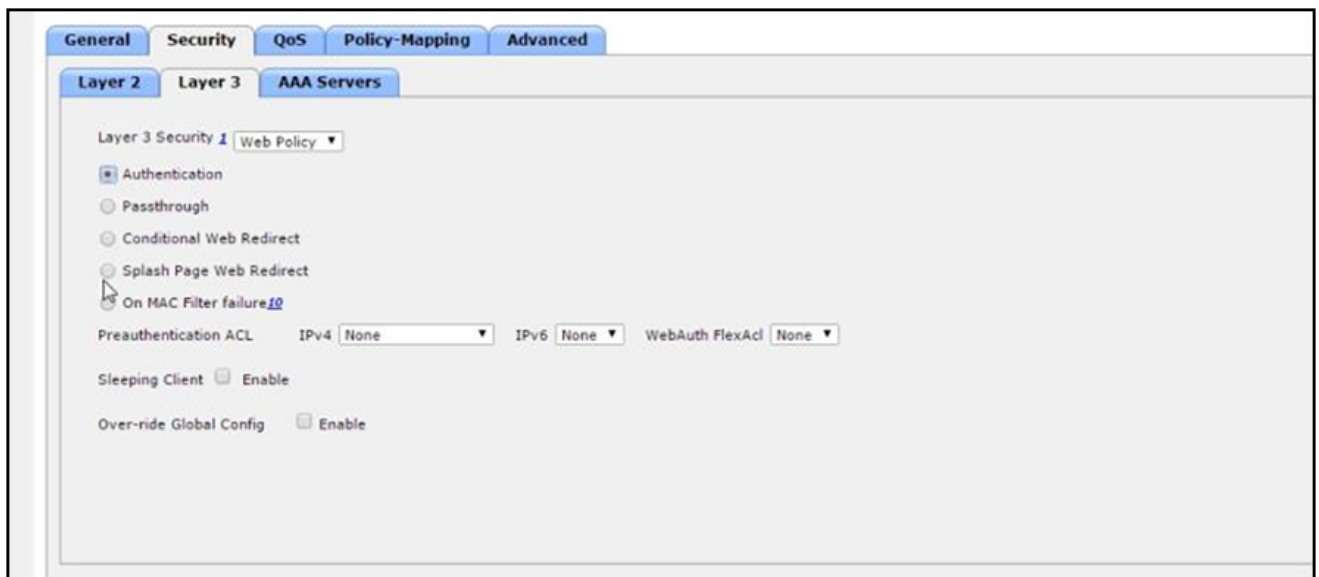 General Security QoS Policy-Mapping Advanced
Layer 2 Layer 3 AAA Servers
Layer 3 Security 1 Web Policy
Authentication
Passthrough
Conditional Web Redirect
Splash Page Web Redirect
On MAC Filter failure10
Preauthentication ACL IPv4 None IPv6 None WebAuth FlexAcl None
Sleeping Client Enable
Over-ride Global Config Enable